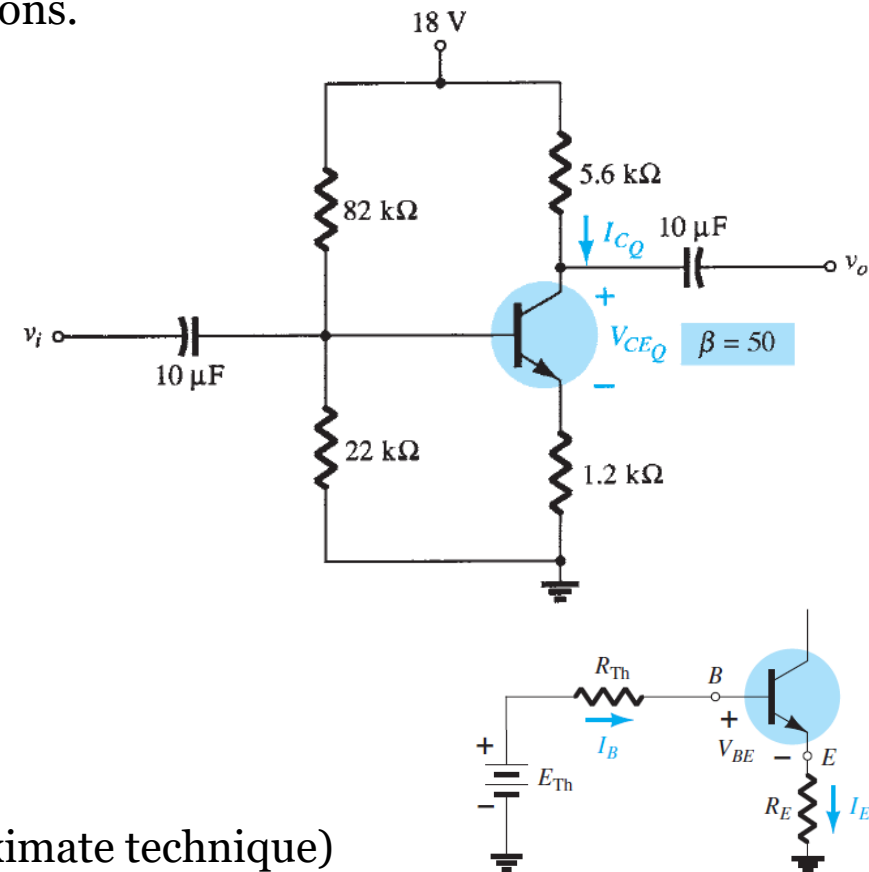 ons.
18 V
5.6 kΩ
82 kΩ
I_CQ 10 μF
v_o
+
v_i
V_CEQ β = 50
10 μF
–
22 kΩ
1.2 kΩ
R_Th B
+
I_B V_BE – E
+
E_Th
–
R_E I_E
ximate technique)